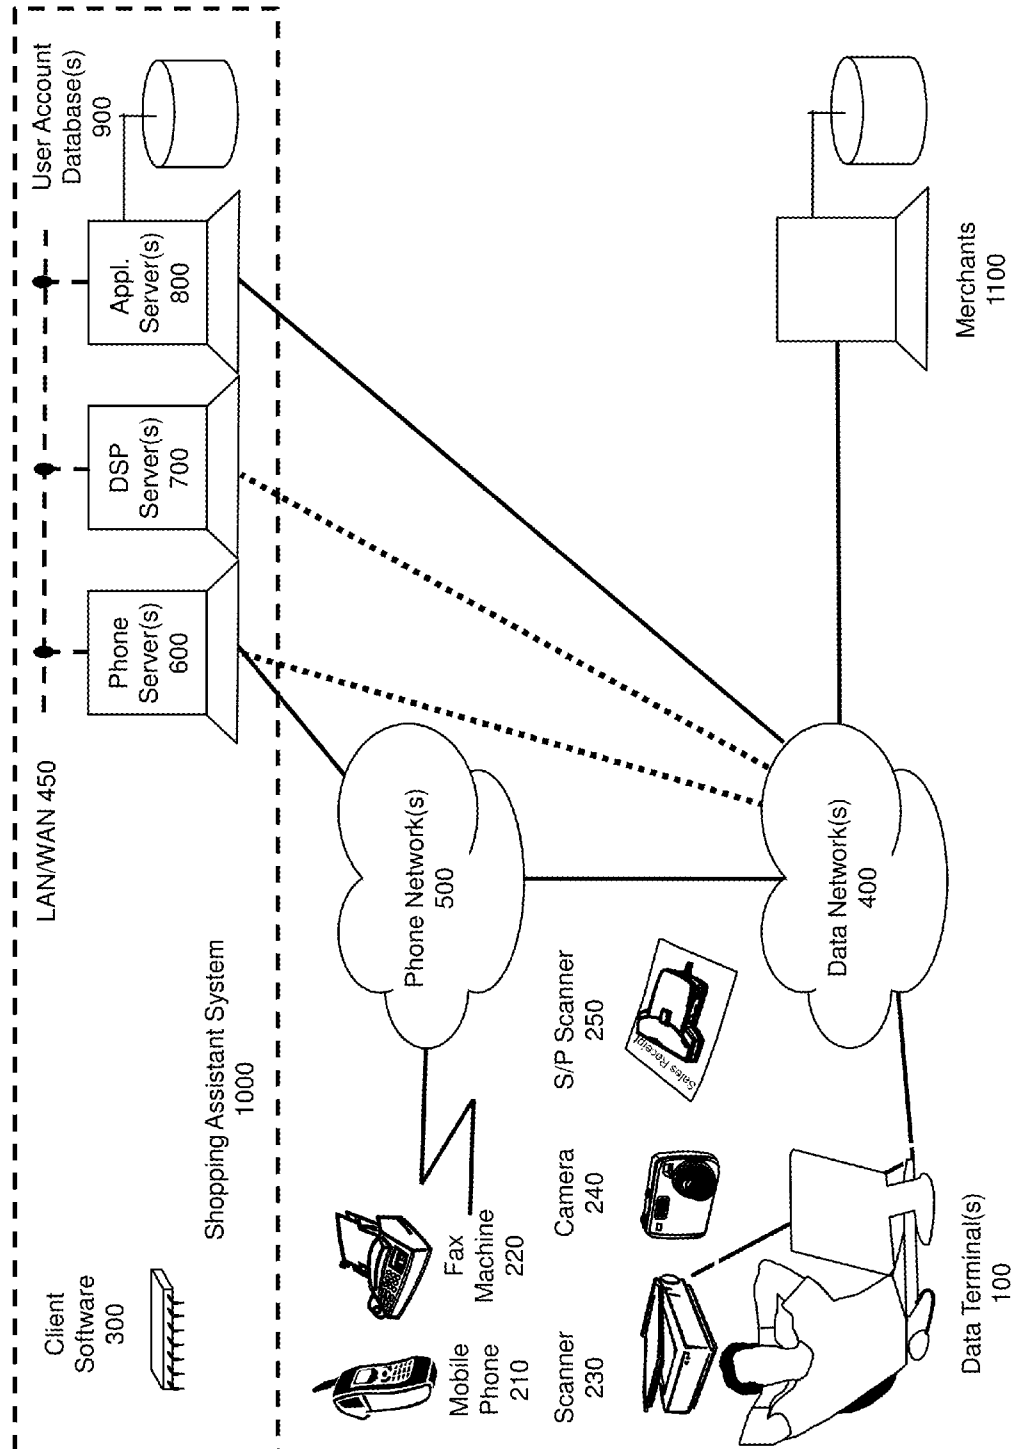 Client
Software
300
Shopping Assistant System
1000
LAN/WAN 450
Phone
Server(s)
600
DSP
Server(s)
700
Appl.
Server(s)
800
User Account
Database(s)
900
Mobile
Phone
210
Fax
Machine
220
Phone Network(s)
500
Scanner
230
Camera
240
S/P Scanner
250
Sales Receipt
Data Terminal(s)
100
Data Network(s)
400
Merchants
1100